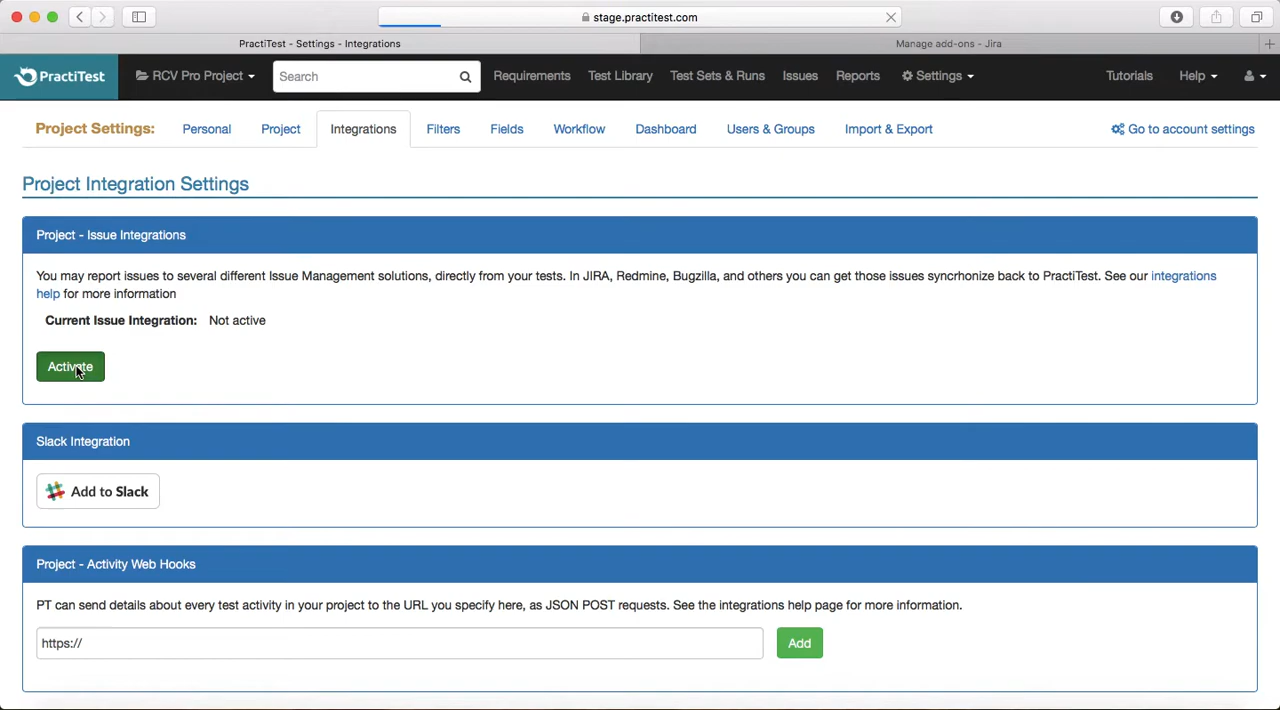 stage.practitest.com
PractiTest - Settings - Integrations
Manage add-ons - Jira
PractiTest
RCV Pro Project
Search
Requirements
Test Library
Test Sets & Runs
Issues
Reports
Settings
Tutorials
Help
Project Settings:
Personal
Project
Integrations
Filters
Fields
Workflow
Dashboard
Users & Groups
Import & Export
Go to account settings
Project Integration Settings
Project - Issue Integrations
You may report issues to several different Issue Management solutions, directly from your tests. In JIRA, Redmine, Bugzilla, and others you can get those issues syncrhonize back to PractiTest. See our integrations
help for more information
Current Issue Integration: Not active
Activate
Slack Integration
Add to Slack
Project - Activity Web Hooks
PT can send details about every test activity in your project to the URL you specify here, as JSON POST requests. See the integrations help page for more information.
https://
Add